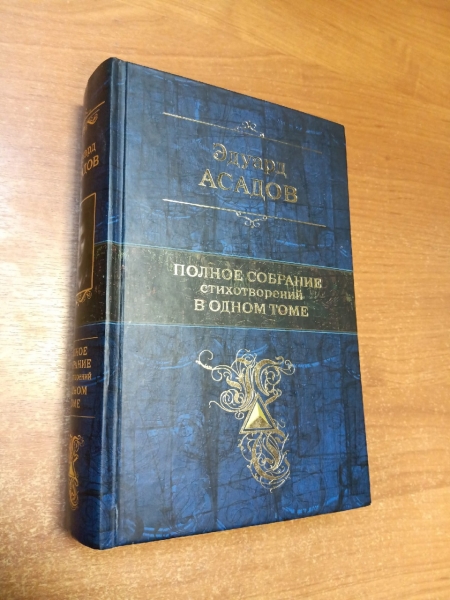 Эдуард
АСАДОВ
ПОЛНОЕ СОБРАНИЕ
стихотворений
В ОДНОМ ТОМЕ